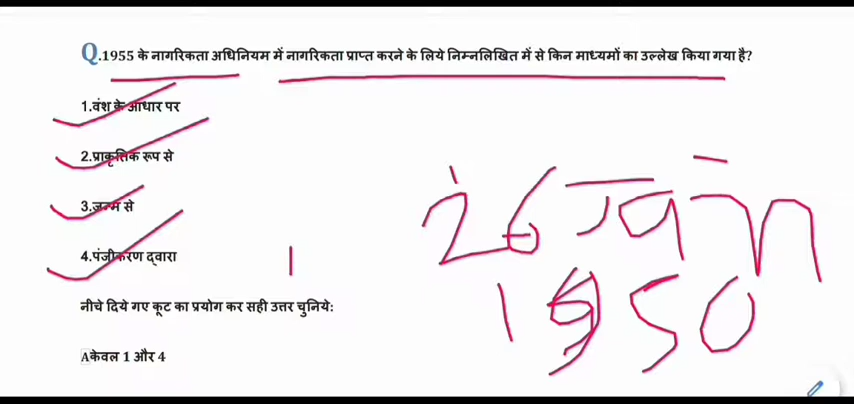 Q.1955 के नागरिकता अधिनियम में नागरिकता प्राप्त करने के लिये निम्नलिखित में से किन माध्यमों का उल्लेख किया गया है?
1.वंश के आधार पर
2.प्राकृतिक रूप से
3.जन्म से
4.पंजीकरण द्वारा
नीचे दिये गए कूट का प्रयोग कर सही उत्तर चुनिये:
Aकेवल 1 और 4
26
1950